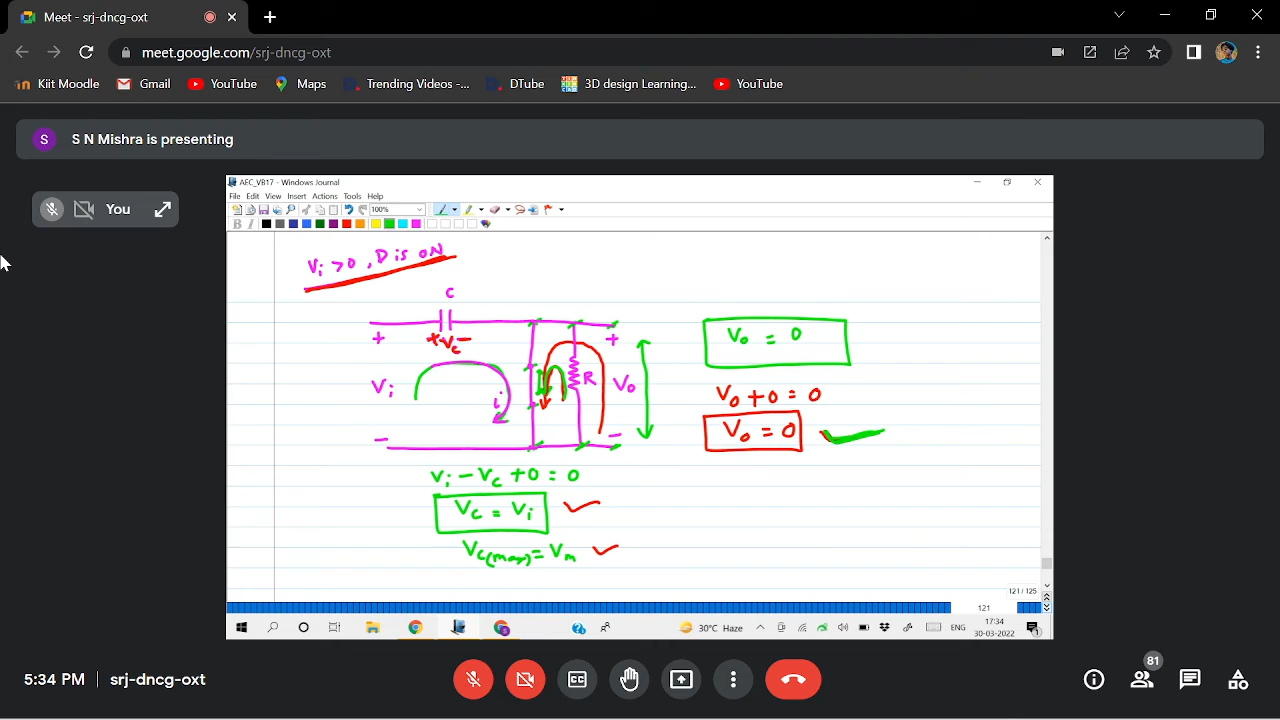 Meet - srj-dncg-oxt
meet.google.com/srj-dncg-oxt
Kiit Moodle
Gmail
YouTube
Maps
Trending Videos -...
DTube
3D design Learning...
YouTube
S
S N Mishra is presenting
You
AEC_VB17 - Windows Journal
File Edit View Insert Actions Tools Help
100%
B I
Vi > 0, D is ON
C
+ +
+ Vc -
Vi i R Vo
- -
Vo = 0
Vo + 0 = 0
Vo = 0
Vi - Vc + 0 = 0
Vc = Vi
Vc(max) = Vm
121 / 125
121
30°C Haze
ENG
17:34
30-03-2022
1
5:34 PM | srj-dncg-oxt
81